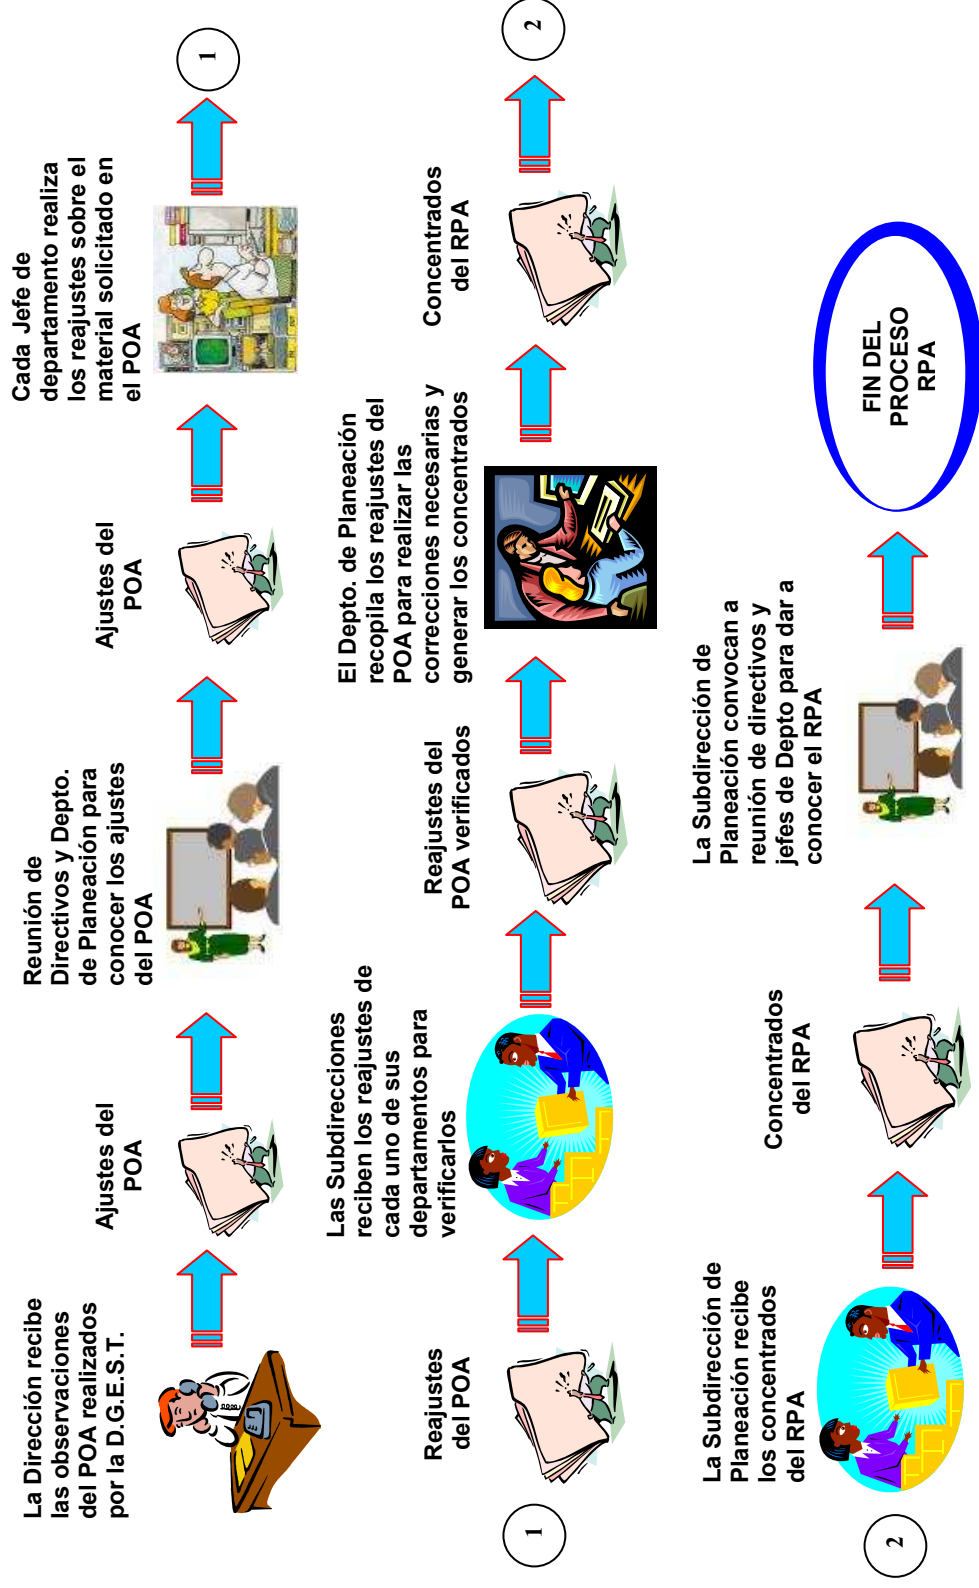 La Dirección recibe
las observaciones
del POA realizados
por la D.G.E.S.T.
Ajustes del
POA
Reunión de
Directivos y Depto.
de Planeación para
conocer los ajustes
del POA
Ajustes del
POA
Cada Jefe de
departamento realiza
los reajustes sobre el
material solicitado en
el POA
1
1
Reajustes
del POA
Las Subdirecciones
reciben los reajustes de
cada uno de sus
departamentos para
verificarlos
Reajustes del
POA verificados
El Depto. de Planeación
recopila los reajustes del
POA para realizar las
correcciones necesarias y
generar los concentrados
Concentrados
del RPA
2
2
La Subdirección de
Planeación recibe
los concentrados
del RPA
Concentrados
del RPA
La Subdirección de
Planeación convocan a
reunión de directivos y
jefes de Depto para dar a
conocer el RPA
FIN DEL
PROCESO
RPA